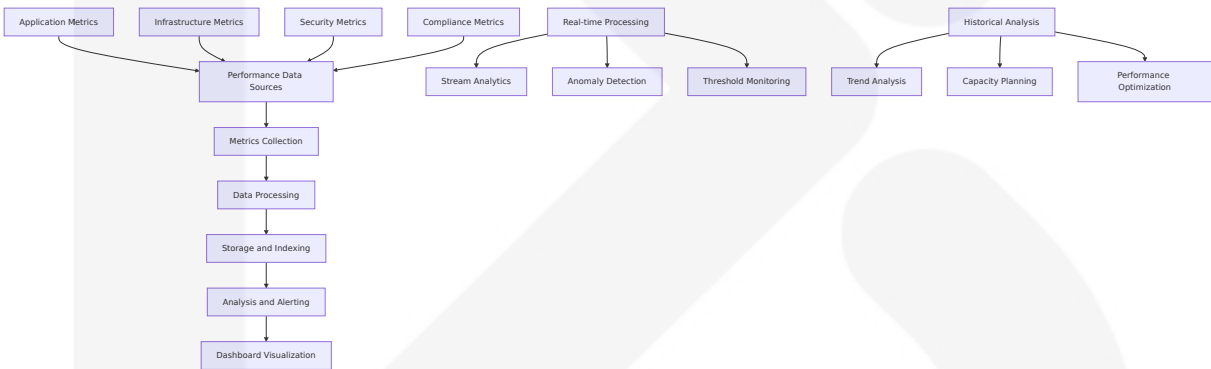 Application Metrics
Infrastructure Metrics
Security Metrics
Compliance Metrics
Real-time Processing
Historical Analysis
Performance Data
Sources
Stream Analytics
Anomaly Detection
Threshold Monitoring
Trend Analysis
Capacity Planning
Performance
Optimization
Metrics Collection
Data Processing
Storage and Indexing
Analysis and Alerting
Dashboard Visualization